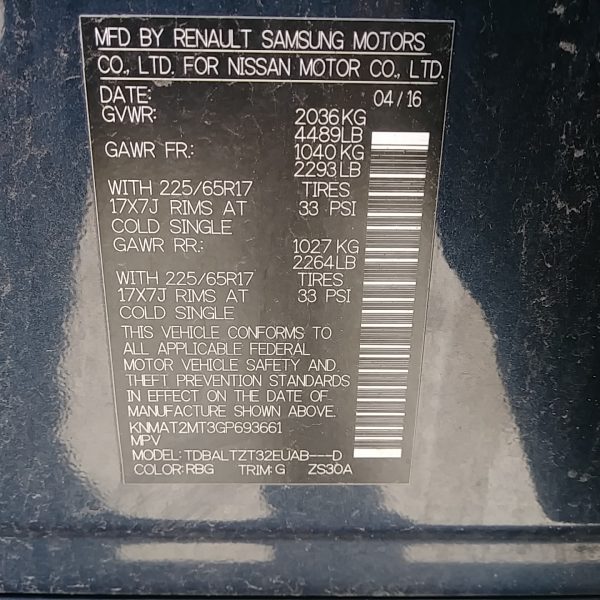 MFD BY RENAULT SAMSUNG MOTORS
CO., LTD. FOR NISSAN MOTOR CO., LTD.
DATE: 04/16
GVWR: 2036KG
4489LB
GAWR FR: 1040KG
2293LB
WITH 225/65R17 TIRES
17X7J RIMS AT 33 PSI
COLD SINGLE
GAWR RR: 1027KG
2264LB
WITH 225/65R17 TIRES
17X7J RIMS AT 33 PSI
COLD SINGLE
THIS VEHICLE CONFORMS TO
ALL APPLICABLE FEDERAL
MOTOR VEHICLE SAFETY AND
THEFT PREVENTION STANDARDS
IN EFFECT ON THE DATE OF
MANUFACTURE SHOWN ABOVE.
KNMAT2MT3GP693661
MPV
MODEL: TDBALTZT32EUAB---D
COLOR:RBG TRIM:G ZS30A